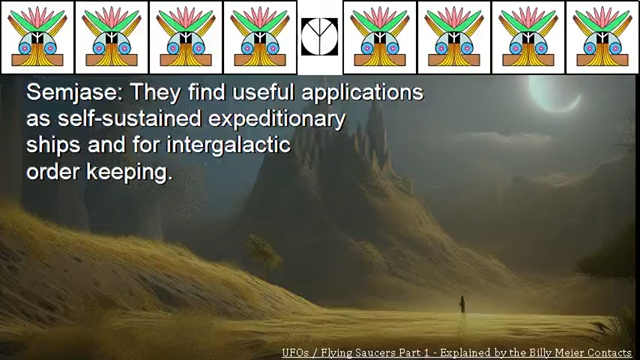 Semjase: They find useful applications
as self-sustained expeditionary
ships and for intergalactic
order keeping.
UFOs / Flying Saucers Part 1 - Explained by the Billy Meier Contacts